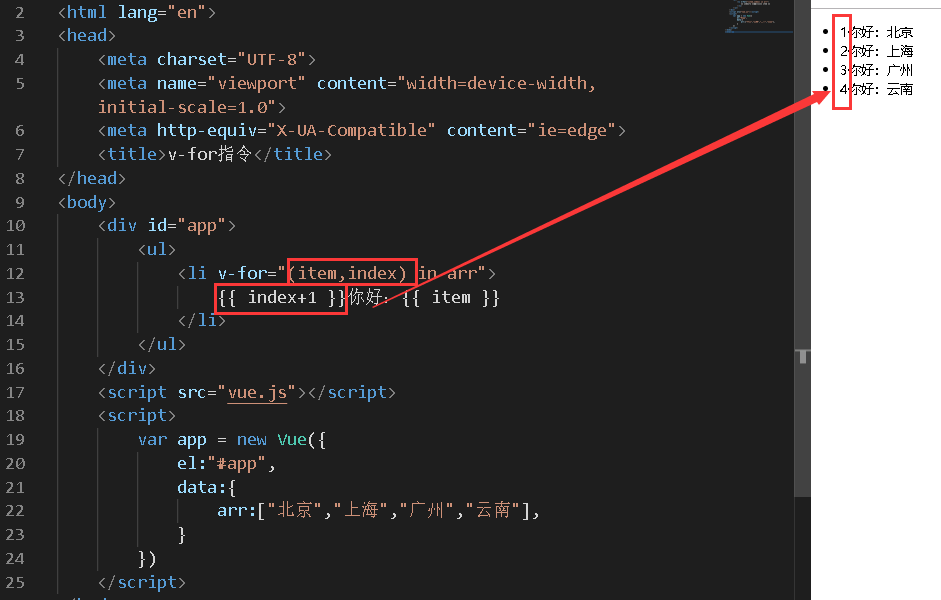 2 <html lang="en">
3 <head>
4 <meta charset="UTF-8">
5 <meta name="viewport" content="width=device-width,
initial-scale=1.0">
6 <meta http-equiv="X-UA-Compatible" content="ie=edge">
7 <title>v-for指令</title>
8 </head>
9 <body>
10 <div id="app">
11 <ul>
12 <li v-for="(item,index) in arr">
13 {{ index+1 }}你好：{{ item }}
14 </li>
15 </ul>
16 </div>
17 <script src="vue.js"></script>
18 <script>
19 var app = new Vue({
20 el:"#app",
21 data:{
22 arr:["北京","上海","广州","云南"],
23 }
24 })
25 </script>
1你好：北京
2你好：上海
3你好：广州
4你好：云南